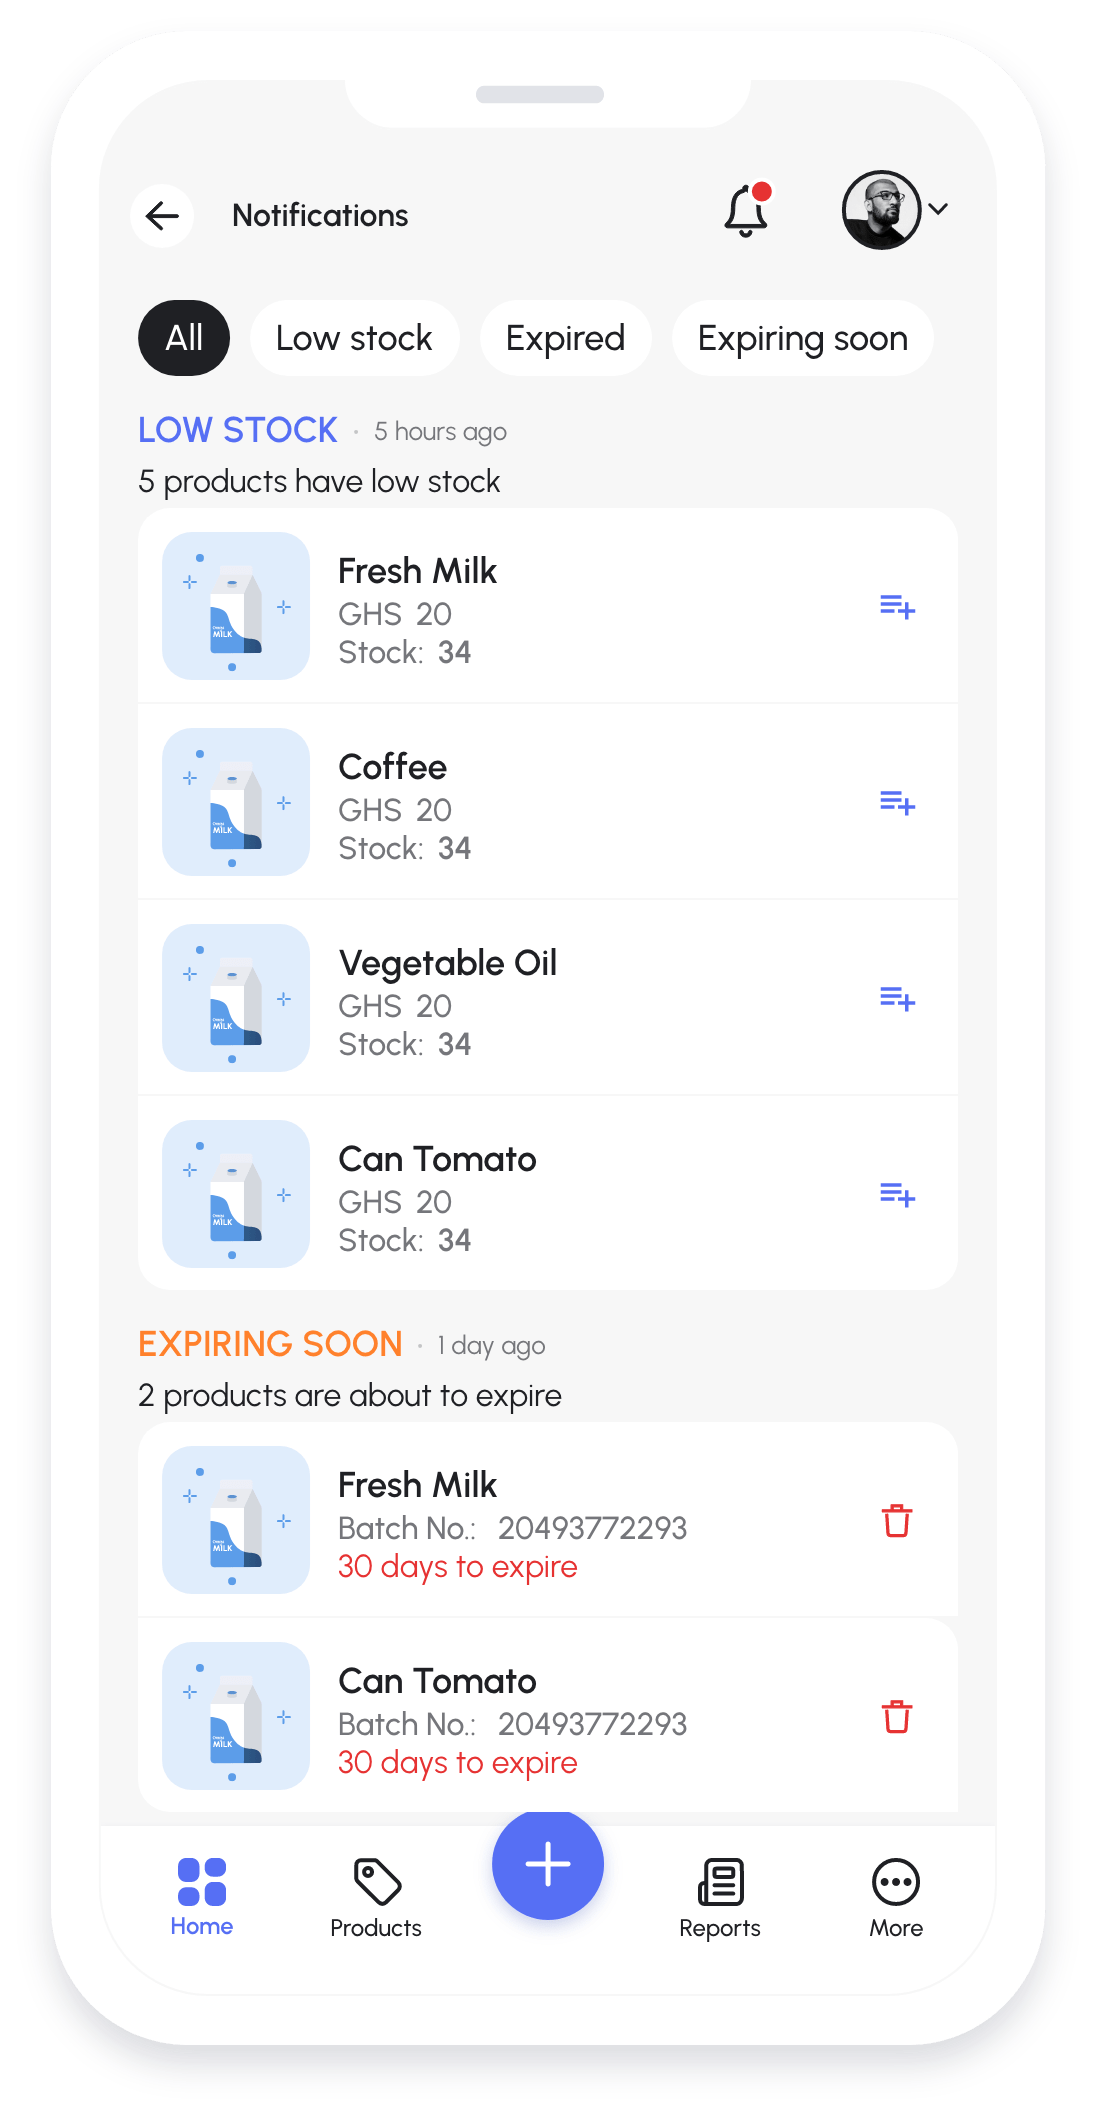 Notifications
All
Low stock
Expired
Expiring soon
LOW STOCK · 5 hours ago
5 products have low stock
MILK
Fresh Milk
GHS 20
Stock: 34
MILK
Coffee
GHS 20
Stock: 34
MILK
Vegetable Oil
GHS 20
Stock: 34
MILK
Can Tomato
GHS 20
Stock: 34
EXPIRING SOON · 1 day ago
2 products are about to expire
MILK
Fresh Milk
Batch No.: 20493772293
30 days to expire
MILK
Can Tomato
Batch No.: 20493772293
30 days to expire
Home
Products
Reports
More